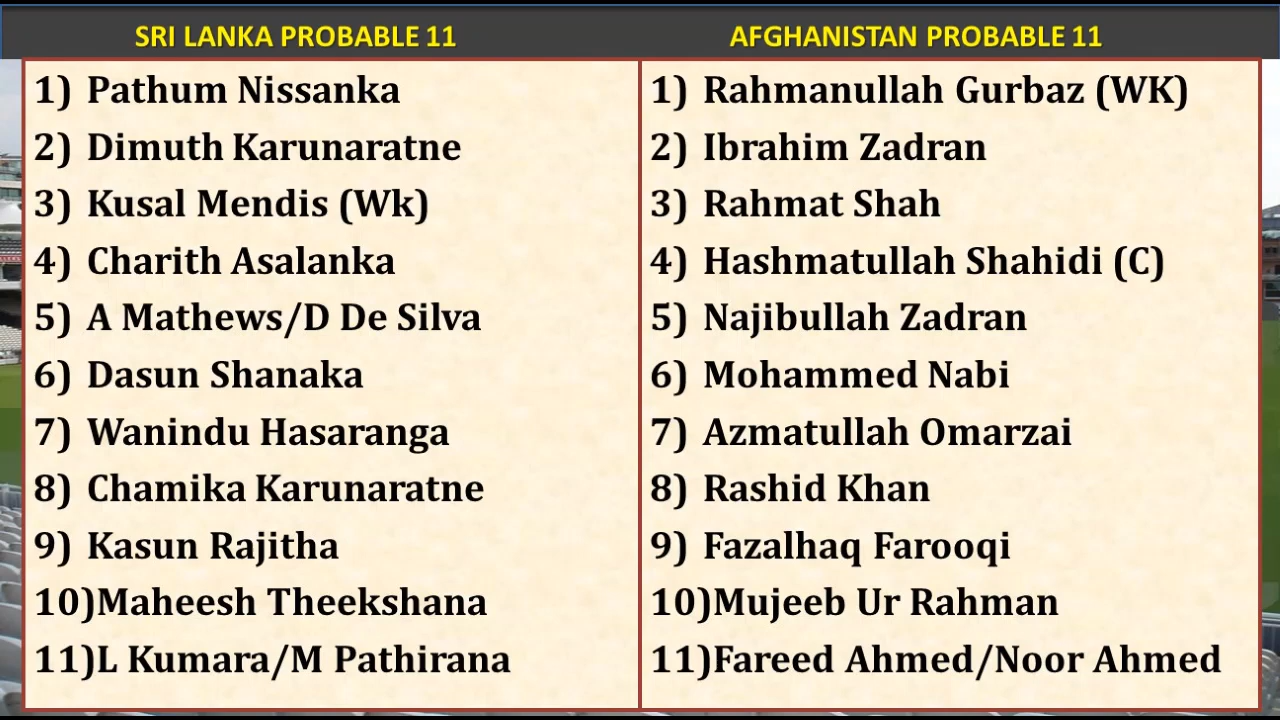 SRI LANKA PROBABLE 11
AFGHANISTAN PROBABLE 11
1) Pathum Nissanka
2) Dimuth Karunaratne
3) Kusal Mendis (Wk)
4) Charith Asalanka
5) A Mathews/D De Silva
6) Dasun Shanaka
7) Wanindu Hasaranga
8) Chamika Karunaratne
9) Kasun Rajitha
10)Maheesh Theekshana
11)L Kumara/M Pathirana
1) Rahmanullah Gurbaz (WK)
2) Ibrahim Zadran
3) Rahmat Shah
4) Hashmatullah Shahidi (C)
5) Najibullah Zadran
6) Mohammed Nabi
7) Azmatullah Omarzai
8) Rashid Khan
9) Fazalhaq Farooqi
10)Mujeeb Ur Rahman
11)Fareed Ahmed/Noor Ahmed